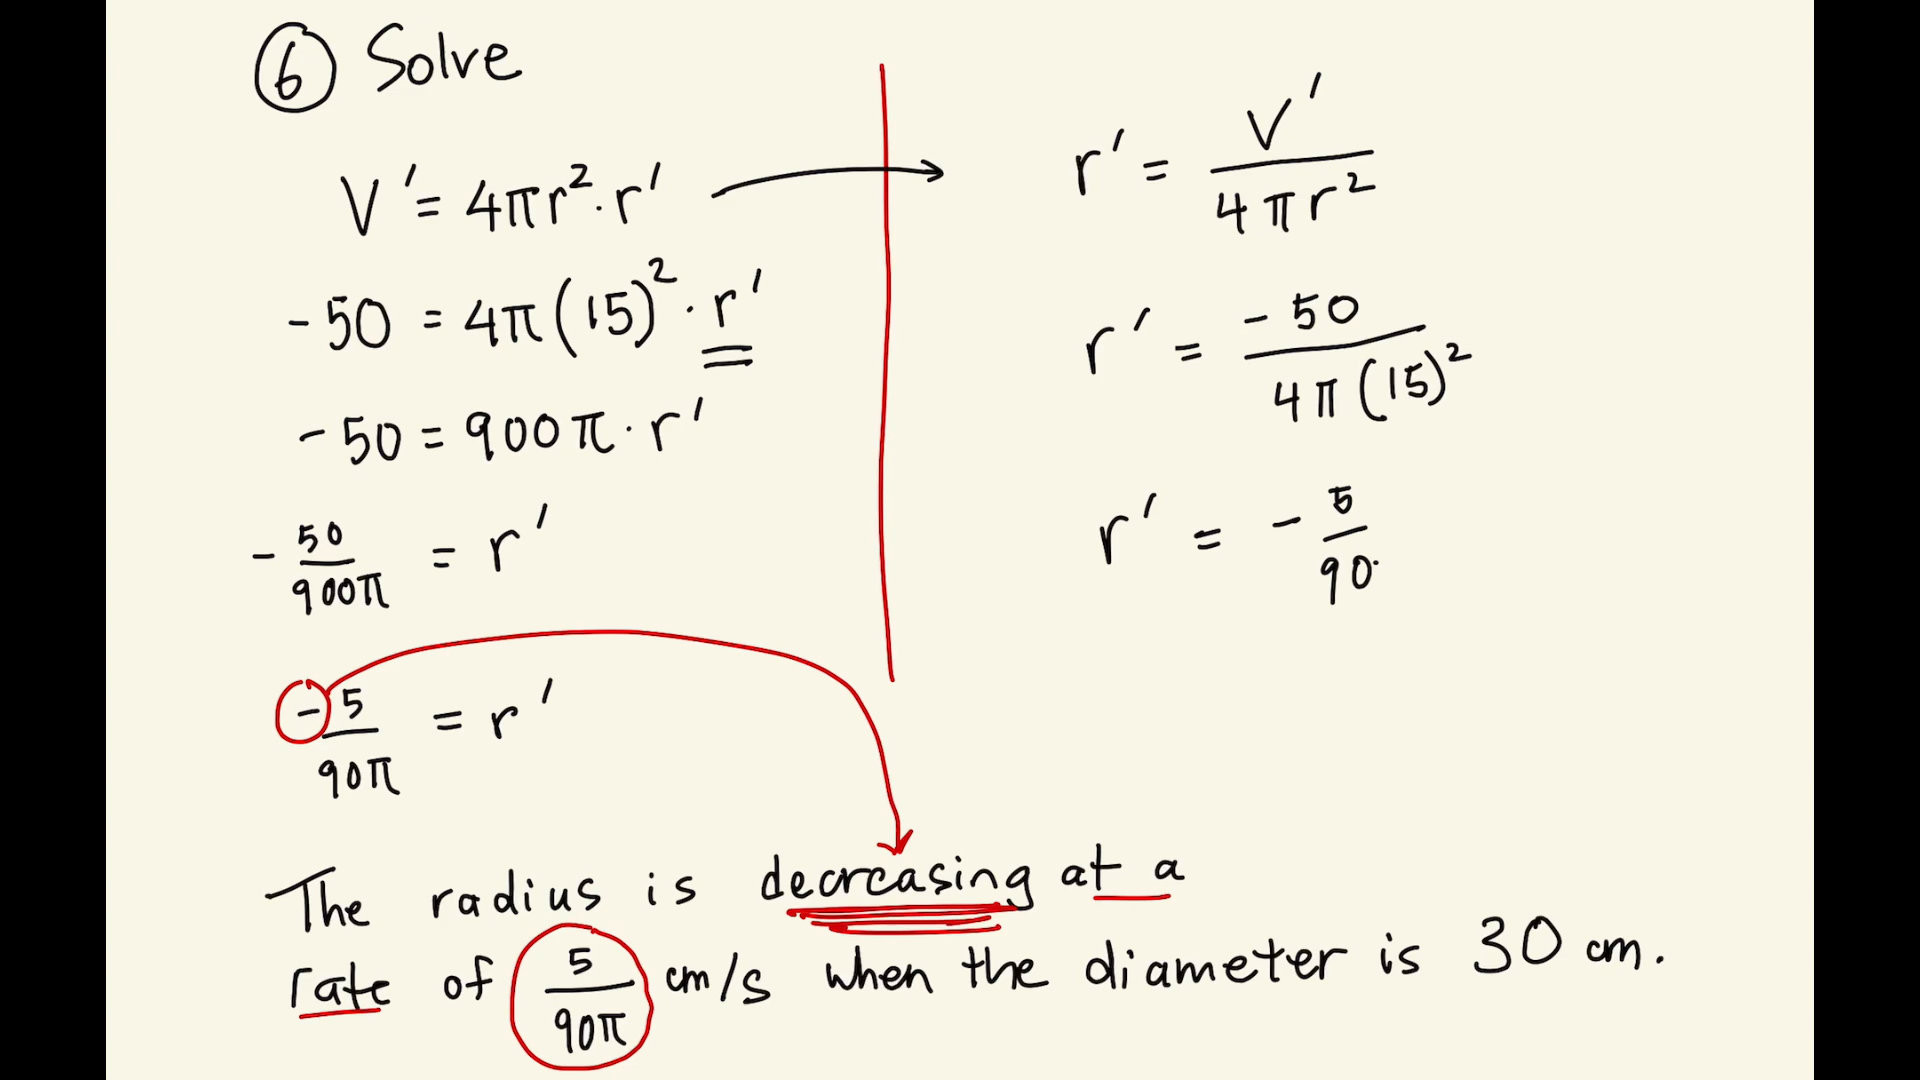 ⑥ Solve
V' = 4πr² · r'
-50 = 4π(15)² · r'
-50 = 900π · r'
- 50/900π = r'
- 5/90π = r'
r' = V'/4πr²
r' = -50/4π(15)²
r' = - 5/90
The radius is decreasing at a
rate of 5/90π cm/s when the diameter is 30 cm.